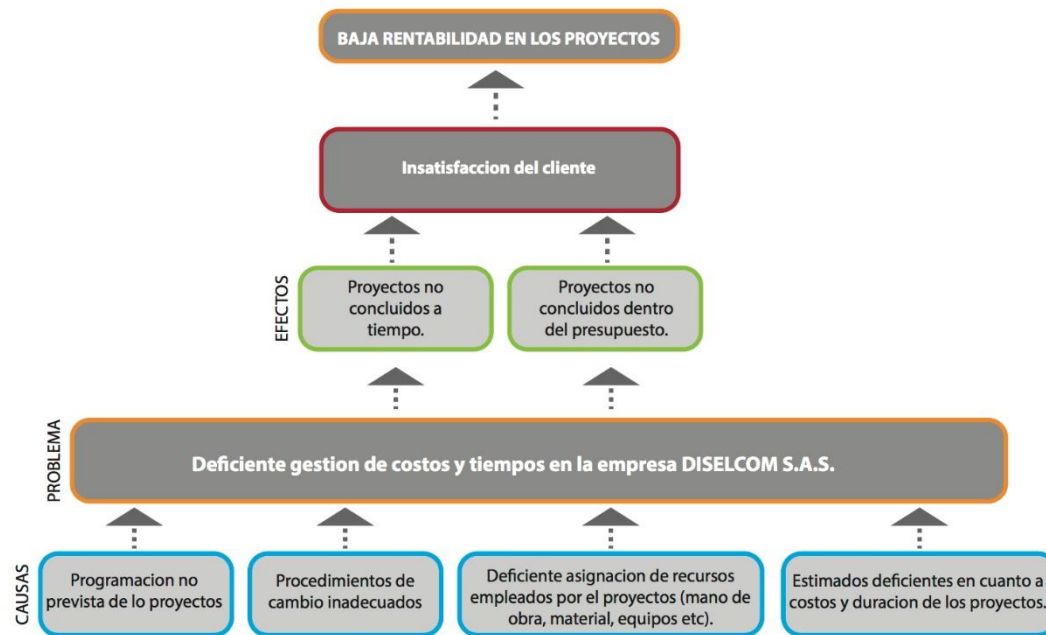 BAJA RENTABILIDAD EN LOS PROYECTOS
Insatisfaccion del cliente
EFECTOS
Proyectos no
concluidos a
tiempo.
Proyectos no
concluidos dentro
del presupuesto.
PROBLEMA
Deficiente gestion de costos y tiempos en la empresa DISELCOM S.A.S.
CAUSAS
Programacion no
prevista de lo proyectos
Procedimientos de
cambio inadecuados
Deficiente asignacion de recursos
empleados por el proyectos (mano de
obra, material, equipos etc).
Estimados deficientes en cuanto a
costos y duracion de los proyectos.